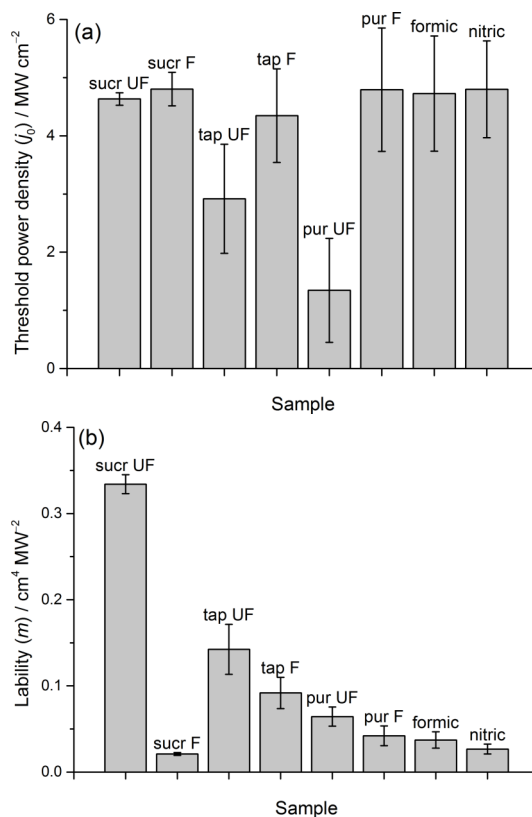 (a)
Threshold power density (j₀) / MW cm⁻²
6
4
2
0
sucr UF
sucr F
tap UF
tap F
pur UF
pur F
formic
nitric
Sample
(b)
Lability (m) / cm⁴ MW⁻²
0.4
0.3
0.2
0.1
0.0
sucr UF
sucr F
tap UF
tap F
pur UF
pur F
formic
nitric
Sample